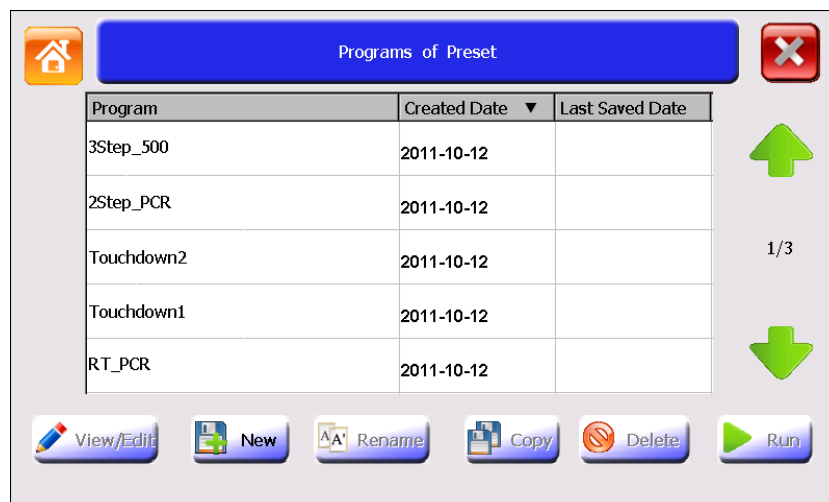 Programs of Preset
Program Created Date ▼ Last Saved Date
3Step_500 2011-10-12
2Step_PCR 2011-10-12
Touchdown2 2011-10-12
1/3
Touchdown1 2011-10-12
RT_PCR 2011-10-12
View/Edit New AA' Rename Copy Delete Run